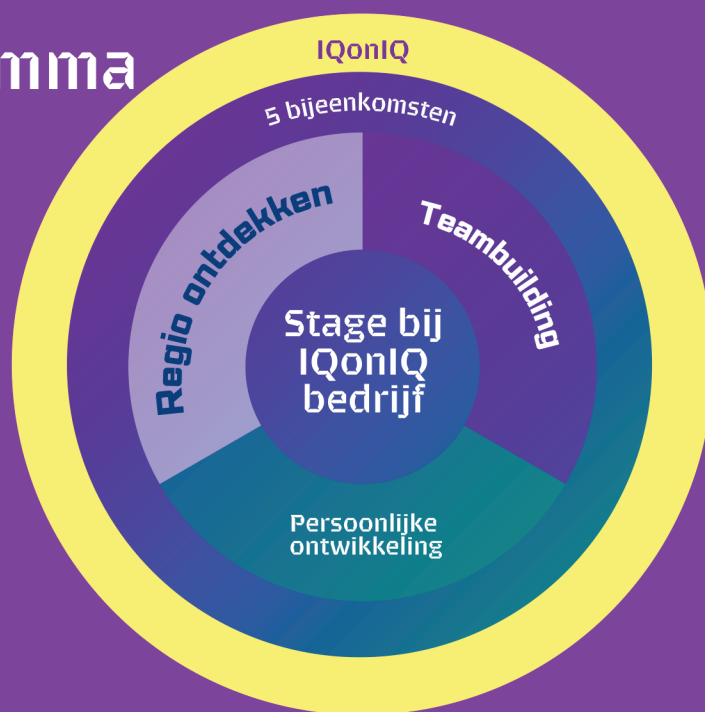 mma
IQonIQ
5 bijeenkomsten
Regio ontdekken
Teambuilding
Stage bij
IQonIQ
bedrijf
Persoonlijke
ontwikkeling